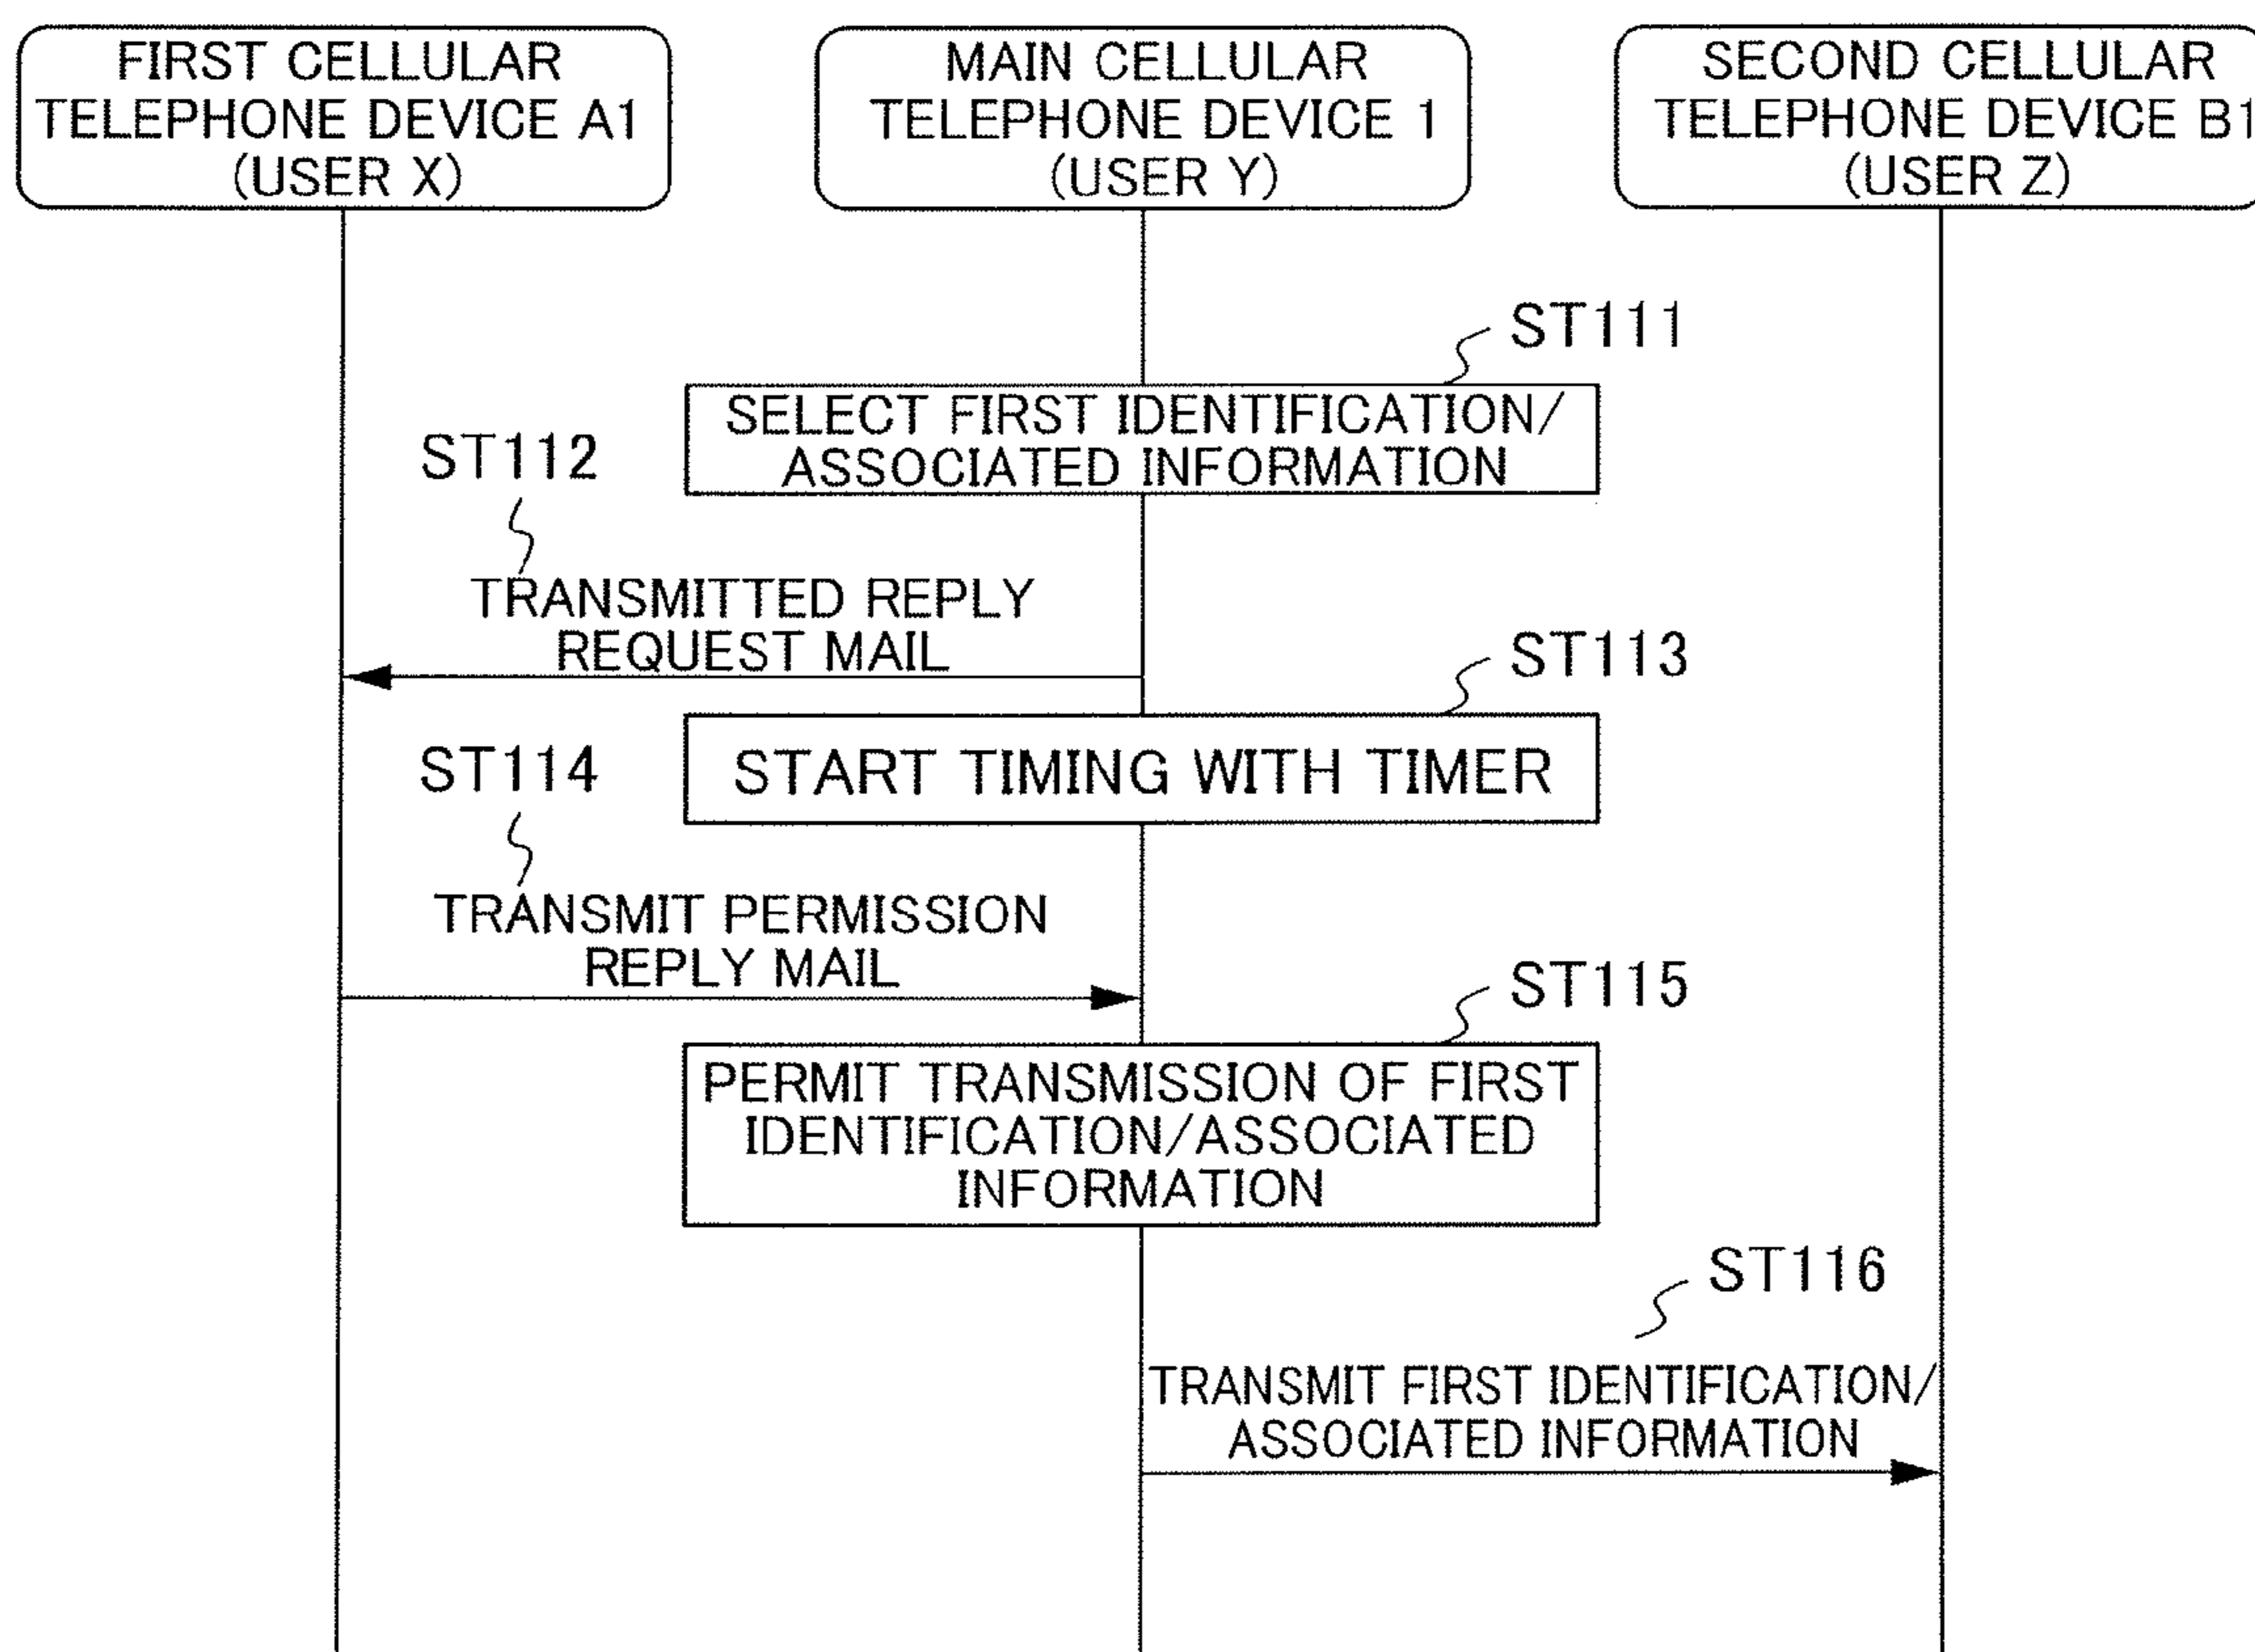 FIRST CELLULAR
TELEPHONE DEVICE A1
(USER X)
MAIN CELLULAR
TELEPHONE DEVICE 1
(USER Y)
SECOND CELLULAR
TELEPHONE DEVICE B1
(USER Z)
ST111
SELECT FIRST IDENTIFICATION/
ASSOCIATED INFORMATION
ST112
TRANSMITTED REPLY
REQUEST MAIL
ST113
START TIMING WITH TIMER
ST114
TRANSMIT PERMISSION
REPLY MAIL
ST115
PERMIT TRANSMISSION OF FIRST
IDENTIFICATION/ASSOCIATED
INFORMATION
ST116
TRANSMIT FIRST IDENTIFICATION/
ASSOCIATED INFORMATION